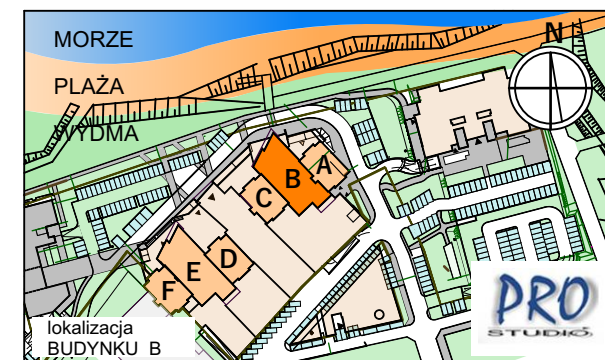 MORZE
N
PLAŻA
WYDMA
A
B
C
D
E
F
lokalizacja
BUDYNKU B
PRO
STUDIO